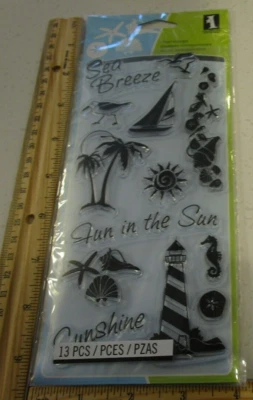 Sea
Breeze
Fun in the Sun
Sunshine
13 PCS / PCES / PZAS